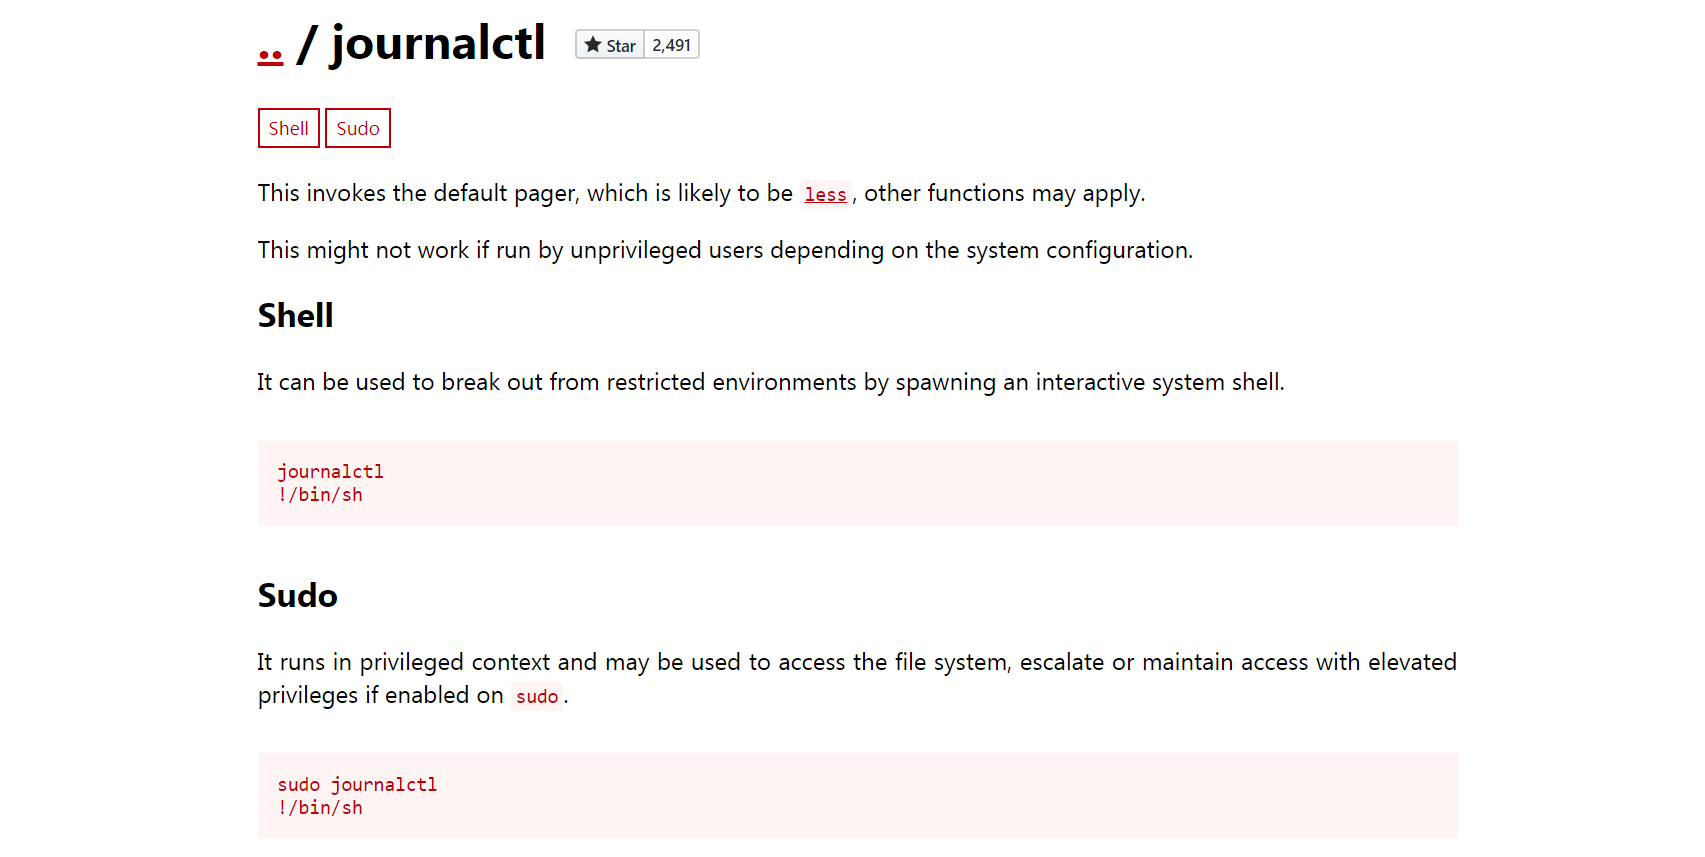 .. / journalctl Star 2,491
Shell Sudo
This invokes the default pager, which is likely to be less, other functions may apply.
This might not work if run by unprivileged users depending on the system configuration.
Shell
It can be used to break out from restricted environments by spawning an interactive system shell.
journalctl
!/bin/sh
Sudo
It runs in privileged context and may be used to access the file system, escalate or maintain access with elevated
privileges if enabled on sudo.
sudo journalctl
!/bin/sh